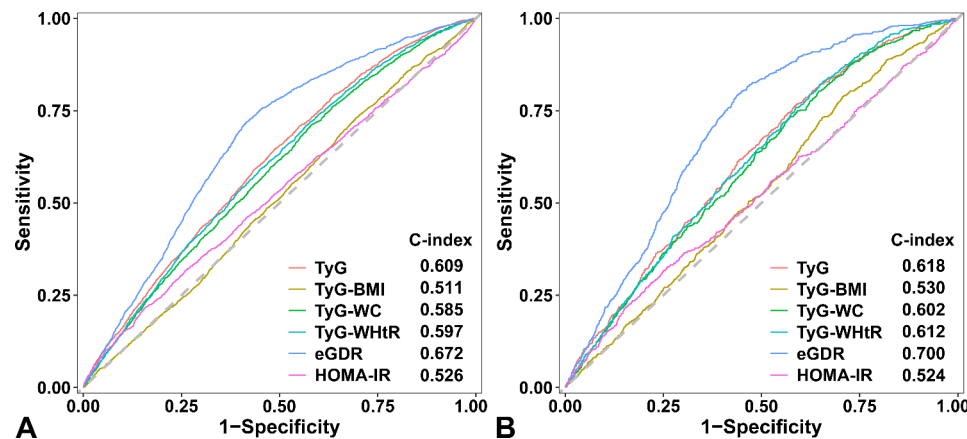 1.00
0.75
0.50
0.25
0.00
Sensitivity
C-index
TyG 0.609
TyG-BMI 0.511
TyG-WC 0.585
TyG-WHtR 0.597
eGDR 0.672
HOMA-IR 0.526
0.00 0.25 0.50 0.75 1.00
1−Specificity
A
1.00
0.75
0.50
0.25
0.00
Sensitivity
C-index
TyG 0.618
TyG-BMI 0.530
TyG-WC 0.602
TyG-WHtR 0.612
eGDR 0.700
HOMA-IR 0.524
0.00 0.25 0.50 0.75 1.00
1−Specificity
B